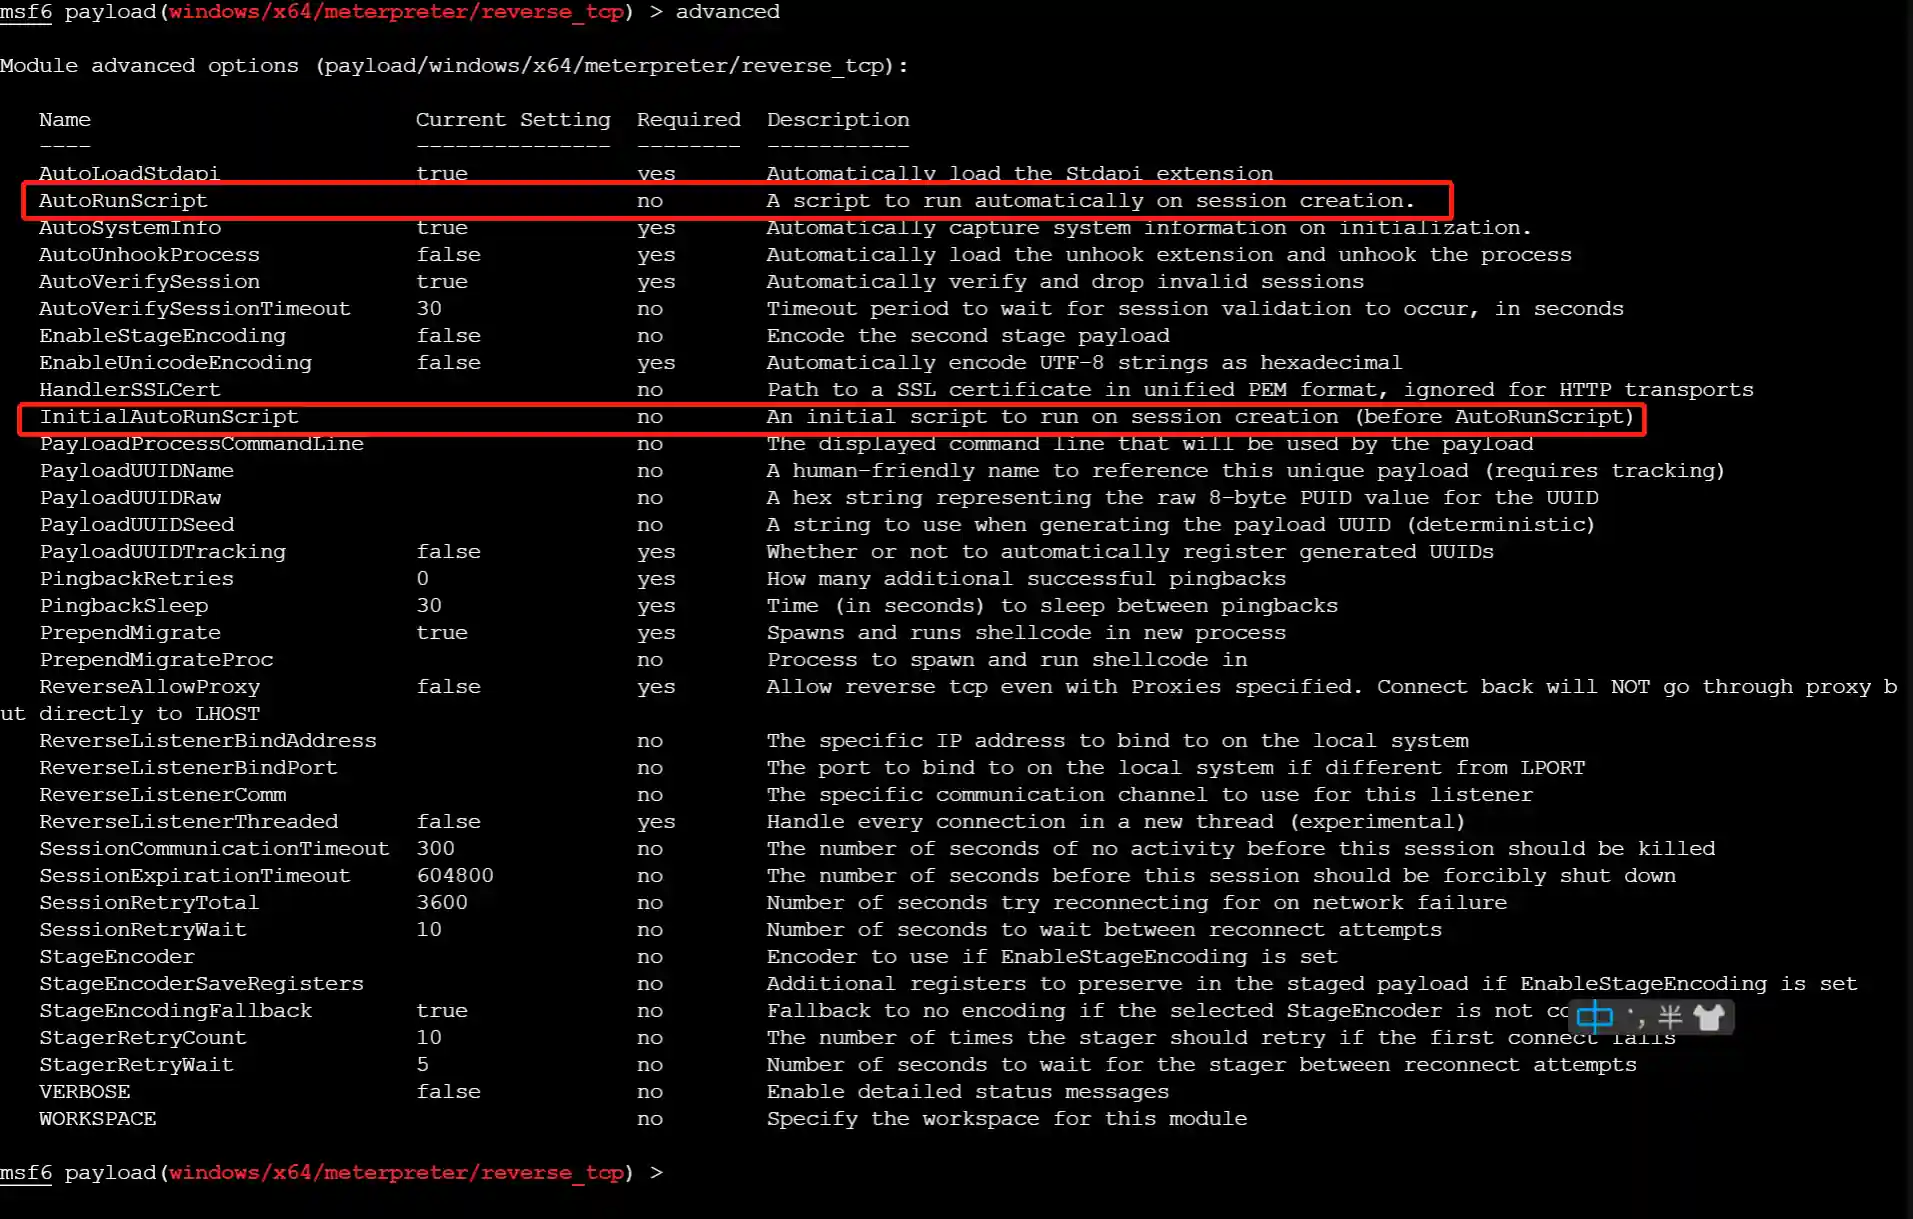 msf6 payload(windows/x64/meterpreter/reverse_tcp) > advanced
Module advanced options (payload/windows/x64/meterpreter/reverse_tcp):
Name Current Setting Required Description
---- --------------- -------- -----------
AutoLoadStdapi true yes Automatically load the Stdapi extension
AutoRunScript no A script to run automatically on session creation.
AutoSystemInfo true yes Automatically capture system information on initialization.
AutoUnhookProcess false yes Automatically load the unhook extension and unhook the process
AutoVerifySession true yes Automatically verify and drop invalid sessions
AutoVerifySessionTimeout 30 no Timeout period to wait for session validation to occur, in seconds
EnableStageEncoding false no Encode the second stage payload
EnableUnicodeEncoding false yes Automatically encode UTF-8 strings as hexadecimal
HandlerSSLCert no Path to a SSL certificate in unified PEM format, ignored for HTTP transports
InitialAutoRunScript no An initial script to run on session creation (before AutoRunScript)
PayloadProcessCommandLine no The displayed command line that will be used by the payload
PayloadUUIDName no A human-friendly name to reference this unique payload (requires tracking)
PayloadUUIDRaw no A hex string representing the raw 8-byte PUID value for the UUID
PayloadUUIDSeed no A string to use when generating the payload UUID (deterministic)
PayloadUUIDTracking false yes Whether or not to automatically register generated UUIDs
PingbackRetries 0 yes How many additional successful pingbacks
PingbackSleep 30 yes Time (in seconds) to sleep between pingbacks
PrependMigrate true yes Spawns and runs shellcode in new process
PrependMigrateProc no Process to spawn and run shellcode in
ReverseAllowProxy false yes Allow reverse tcp even with Proxies specified. Connect back will NOT go through proxy b
ut directly to LHOST
ReverseListenerBindAddress no The specific IP address to bind to on the local system
ReverseListenerBindPort no The port to bind to on the local system if different from LPORT
ReverseListenerComm no The specific communication channel to use for this listener
ReverseListenerThreaded false yes Handle every connection in a new thread (experimental)
SessionCommunicationTimeout 300 no The number of seconds of no activity before this session should be killed
SessionExpirationTimeout 604800 no The number of seconds before this session should be forcibly shut down
SessionRetryTotal 3600 no Number of seconds try reconnecting for on network failure
SessionRetryWait 10 no Number of seconds to wait between reconnect attempts
StageEncoder no Encoder to use if EnableStageEncoding is set
StageEncoderSaveRegisters no Additional registers to preserve in the staged payload if EnableStageEncoding is set
StageEncodingFallback true no Fallback to no encoding if the selected StageEncoder is not
中 半
StagerRetryCount 10 no The number of times the stager should retry if the first connect fails
StagerRetryWait 5 no Number of seconds to wait for the stager between reconnect attempts
VERBOSE false no Enable detailed status messages
WORKSPACE no Specify the workspace for this module
msf6 payload(windows/x64/meterpreter/reverse_tcp) >